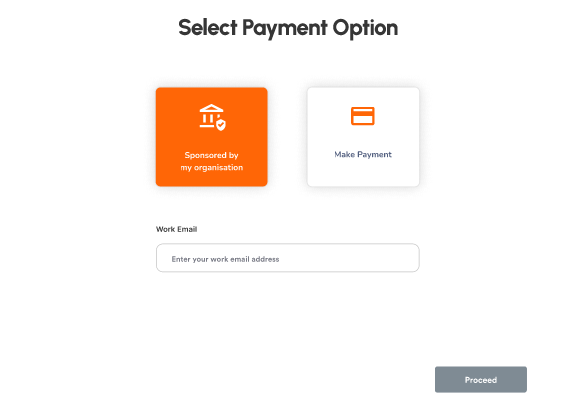 Select Payment Option
Sponsored by
my organisation
Make Payment
Work Email
Enter your work email address
Proceed